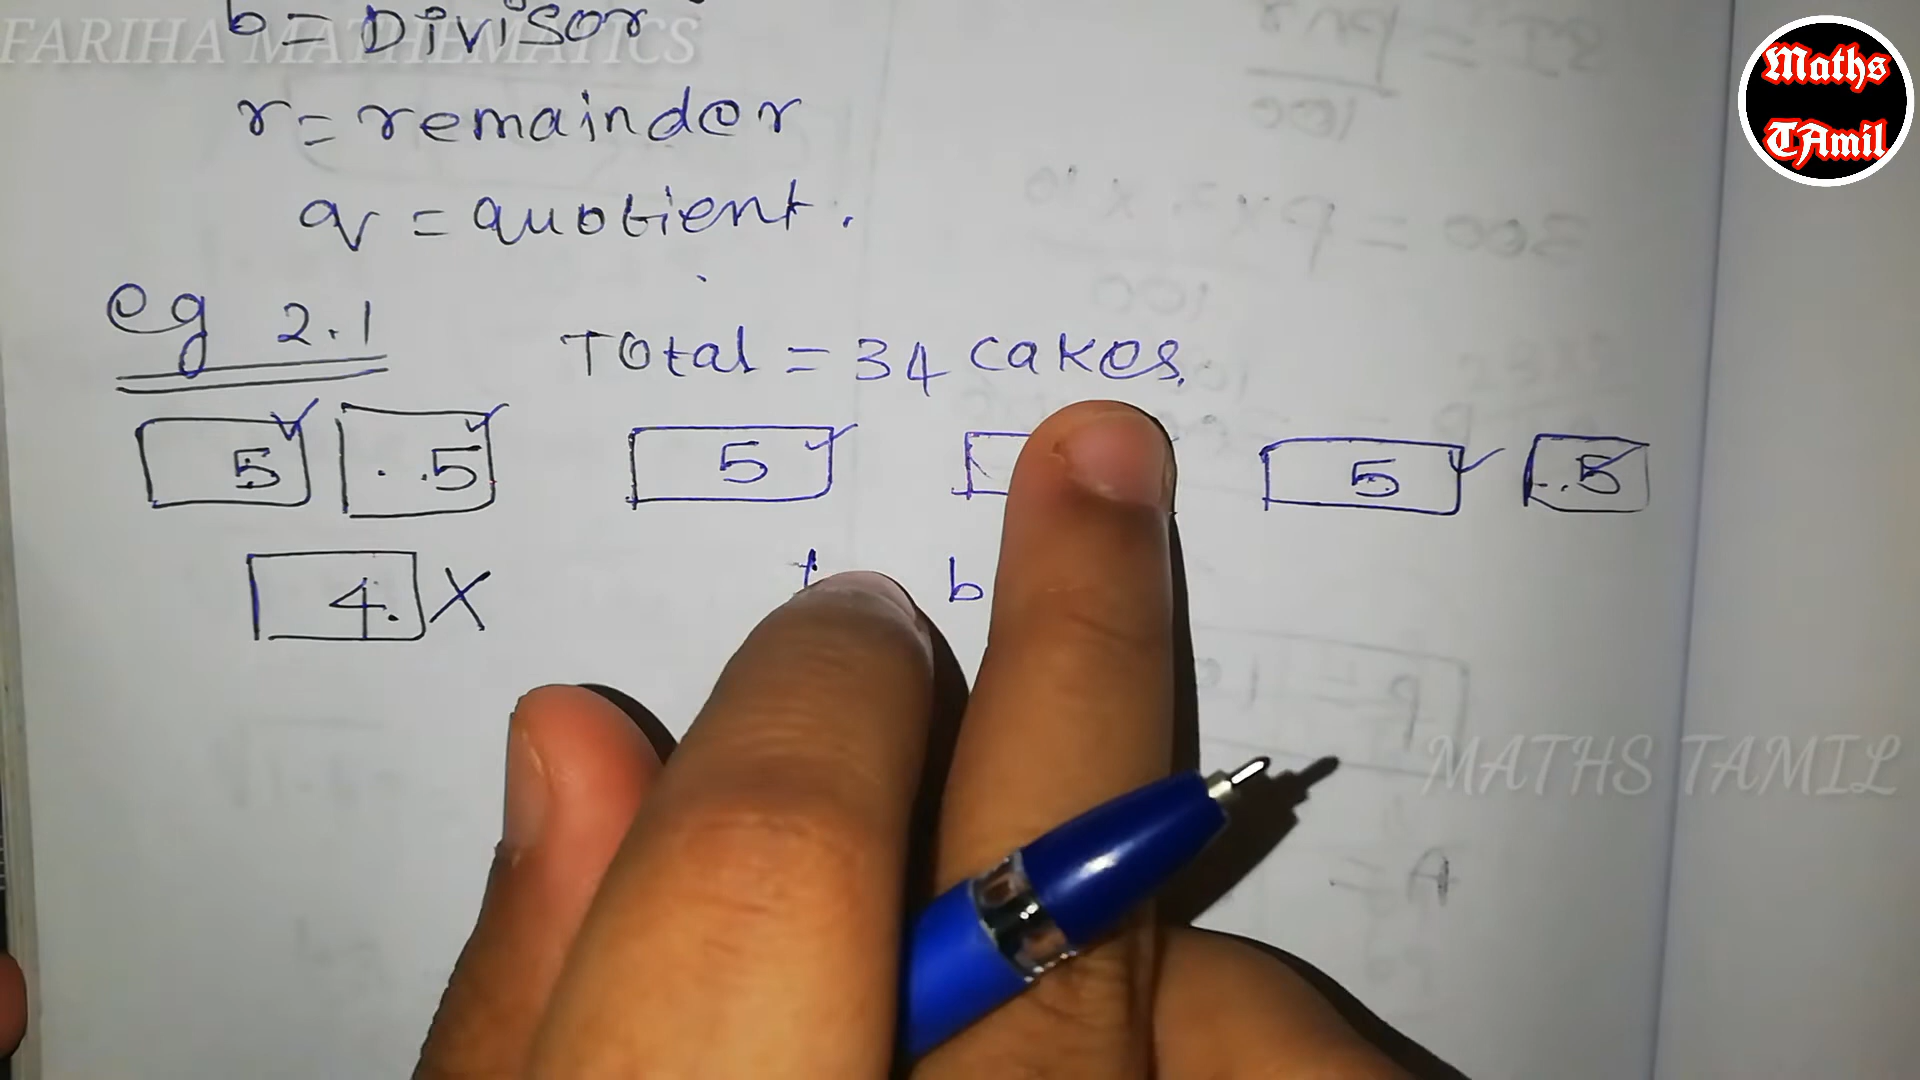 FARIHA MATHEMATICS
b = Divisor
r = remainder
q = quotient.
eg 2.1
Total = 34 cakes.
5 5 5 5 5
4. X
b
Maths
TAmil
MATHS TAMIL